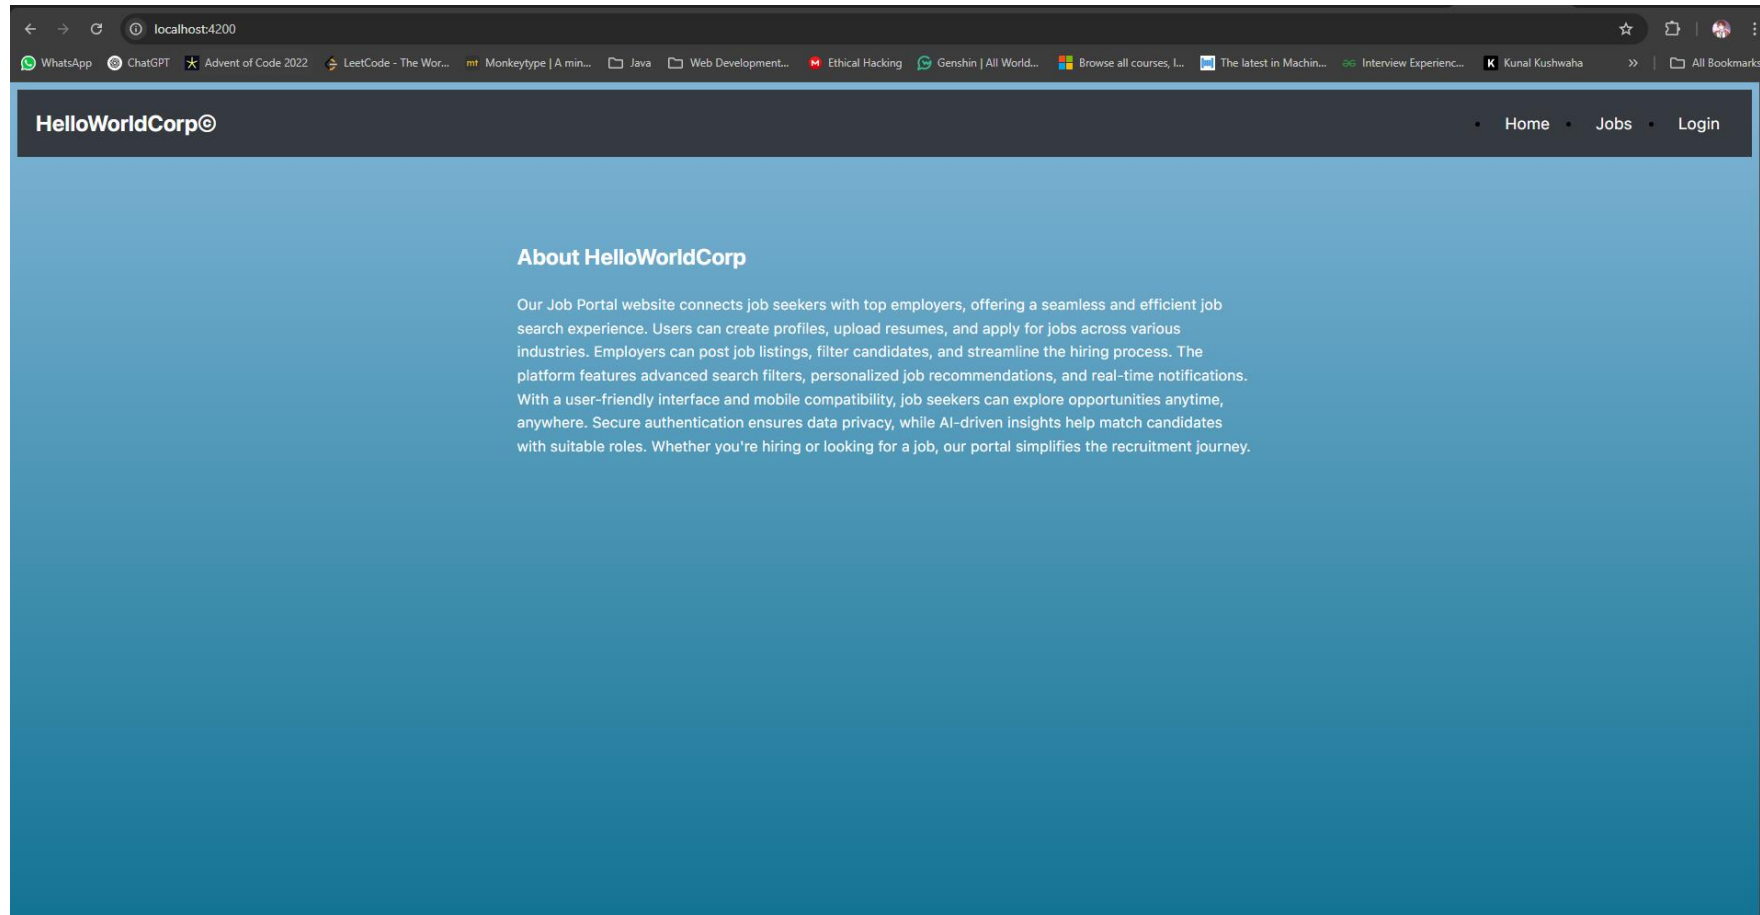 localhost:4200
WhatsApp ChatGPT Advent of Code 2022 LeetCode - The Wor... mt Monkeytype | A min... Java Web Development... Ethical Hacking Genshin | All World... Browse all courses, l... The latest in Machin... Interview Experienc... K Kunal Kushwaha » All Bookmarks
HelloWorldCorp©
• Home • Jobs • Login
About HelloWorldCorp
Our Job Portal website connects job seekers with top employers, offering a seamless and efficient job
search experience. Users can create profiles, upload resumes, and apply for jobs across various
industries. Employers can post job listings, filter candidates, and streamline the hiring process. The
platform features advanced search filters, personalized job recommendations, and real-time notifications.
With a user-friendly interface and mobile compatibility, job seekers can explore opportunities anytime,
anywhere. Secure authentication ensures data privacy, while AI-driven insights help match candidates
with suitable roles. Whether you're hiring or looking for a job, our portal simplifies the recruitment journey.